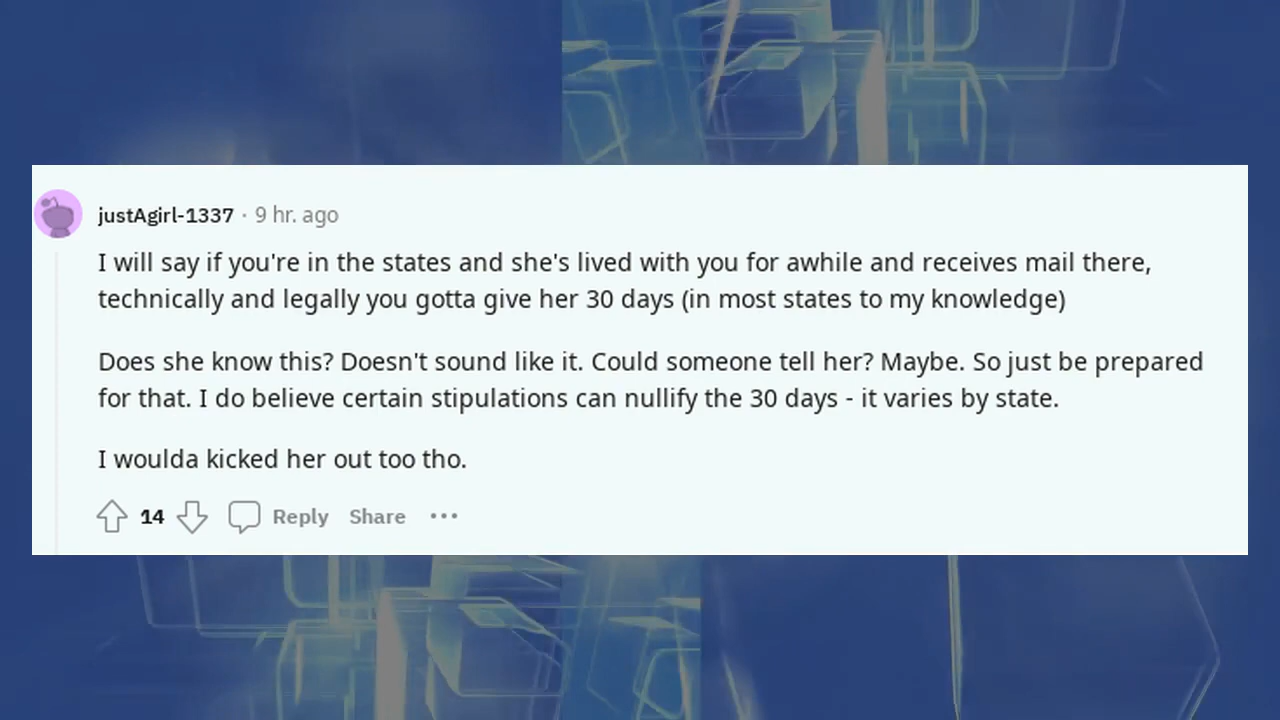 justAgirl-1337 · 9 hr. ago
I will say if you're in the states and she's lived with you for awhile and receives mail there,
technically and legally you gotta give her 30 days (in most states to my knowledge)
Does she know this? Doesn't sound like it. Could someone tell her? Maybe. So just be prepared
for that. I do believe certain stipulations can nullify the 30 days - it varies by state.
I woulda kicked her out too tho.
14 Reply Share ···